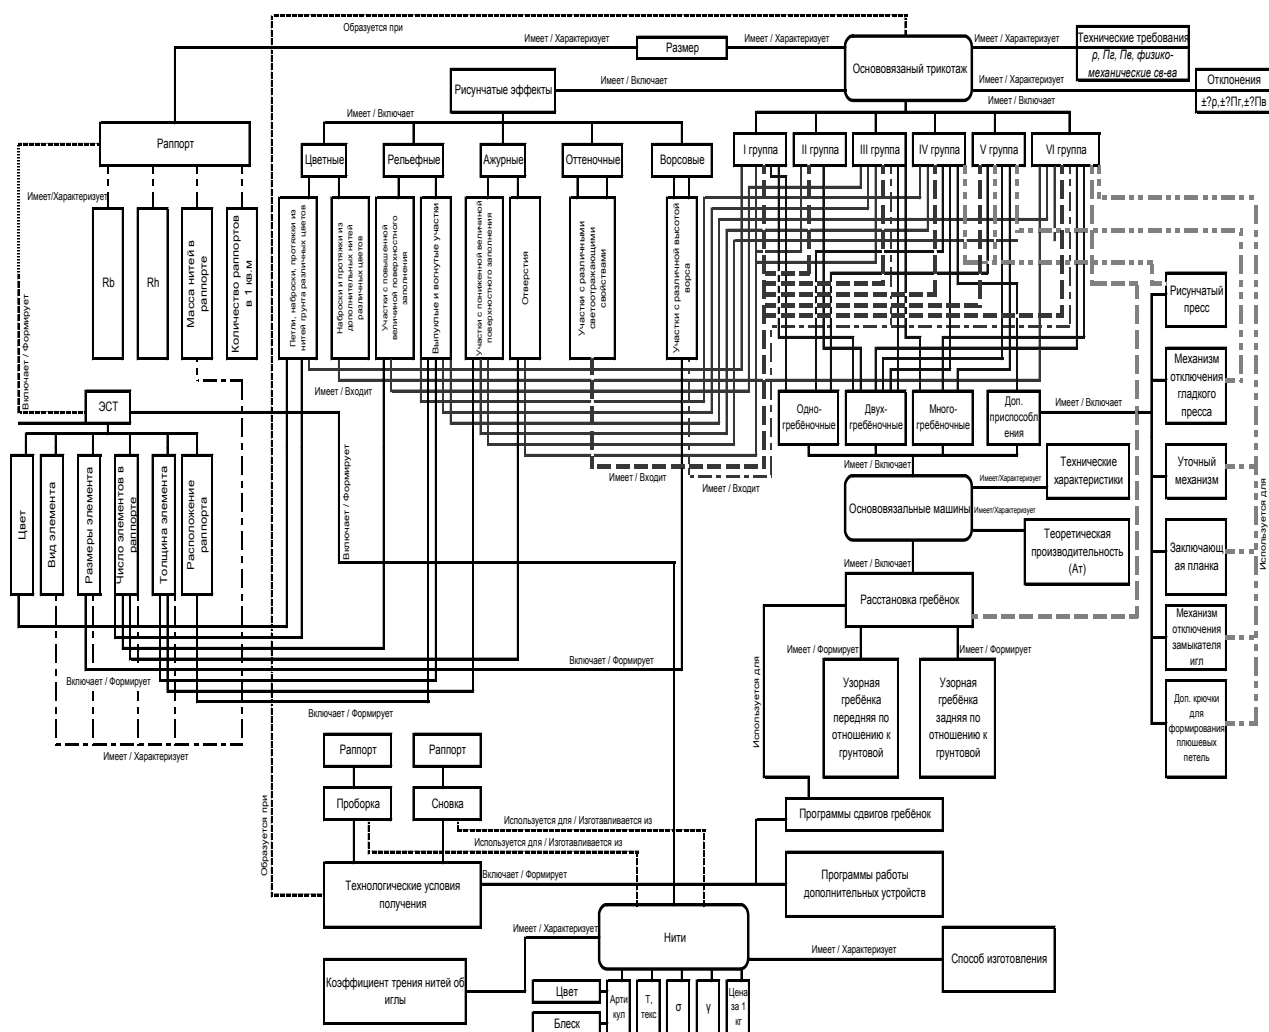 Образуется при
Имеет / Характеризует
Размер
Имеет / Характеризует
Основовязаный трикотаж
Имеет / Характеризует
Технические требования
ρ, Пг, Пв, физико-
механические св-ва
Имеет / Характеризует
Отклонения
±?ρ,±?Пг,±?Пв
Рисунчатые эффекты
Имеет / Включает
Имеет / Включает
Имеет / Включает
Раппорт
Цветные
Рельефные
Ажурные
Оттеночные
Ворсовые
I группа
II группа
III группа
IV группа
V группа
VI группа
Имеет/Характеризует
Rb
Rh
Масса нитей в
раппорте
Количество раппортов
в 1 кв.м
Петли, наброски, протяжки из
нитей грунта различных цветов
Наброски и протяжки из
дополнительных нитей
различных цветов
Участки с повышенной
величиной поверхностного
заполнения
Выпуклые и вогнутые участки
Участки с пониженной величиной
поверхностного заполнения
Отверстия
Участки с различными
светоотражающими
свойствами
Участки с различной высотой
ворса
Рисунчатый
пресс
Механизм
отключения
гладкого
пресса
Уточный
механизм
Заключающ
ая планка
Механизм
отключения
замыкателя
игл
Доп. крючки
для
формирования
плюшевых
петель
Используется для
Включает / Формирует
ЭСТ
Имеет / Входит
Одно-
гребёночные
Двух-
гребёночные
Много-
гребёночные
Доп.
приспособл
ения
Имеет / Включает
Цвет
Вид элемента
Размеры элемента
Число элементов в
раппорте
Толщина элемента
Расположение
раппорта
Включает / Формирует
Имеет / Входит
Имеет / Входит
Имеет / Включает
Основовязальные машины
Имеет/Характеризует
Технические
характеристики
Имеет/Характеризует
Теоретическая
производительность
(Ат)
Имеет / Включает
Расстановка гребёнок
Имеет / Формирует
Имеет / Формирует
Узорная
гребёнка
передняя по
отношению к
грунтовой
Узорная
гребёнка
задняя по
отношению к
грунтовой
Используется для
Включает / Формирует
Включает / Формирует
Включает / Формирует
Имеет / Характеризует
Раппорт
Раппорт
Проборка
Сновка
Образуется при
Используется для / Изготавливается из
Используется для / Изготавливается из
Программы сдвигов гребёнок
Технологические условия
получения
Включает / Формирует
Программы работы
дополнительных устройств
Имеет / Характеризует
Нити
Имеет / Характеризует
Способ изготовления
Коэффициент трения нитей об
иглы
Цвет
Блеск
Арти
кул
Т,
текс
σ
γ
Цена
за 1
кг